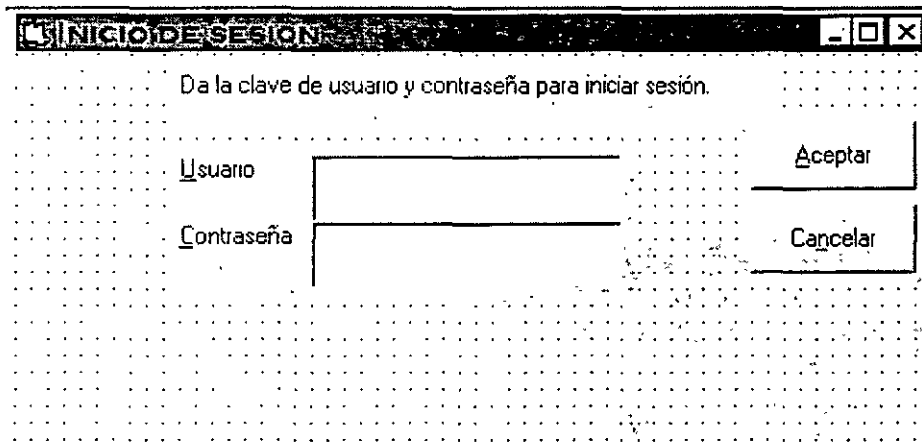 INICIO DE SESION
Da la clave de usuario y contraseña para iniciar sesión.
Usuario
Aceptar
Contraseña
Cancelar